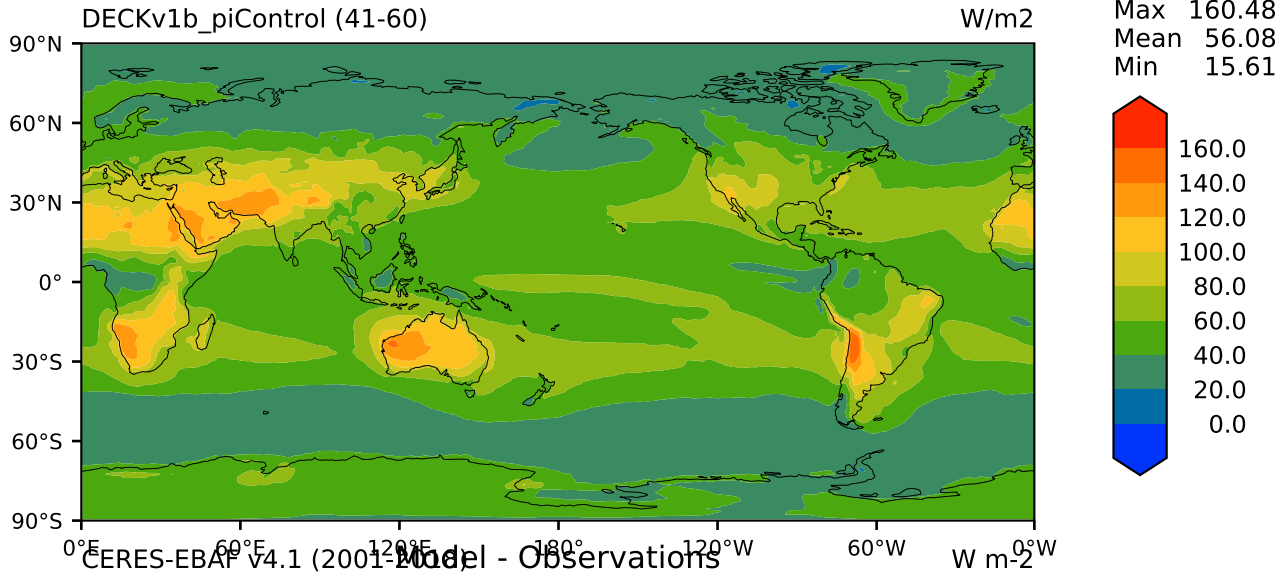 DECKv1b_piControl (41-60)
W/m2
Max 160.48
Mean 56.08
Min 15.61
90°N
60°N
30°N
0°
30°S
60°S
90°S
160.0
140.0
120.0
100.0
80.0
60.0
40.0
20.0
0.0
0°E 60°E 120°E 180° 120°W 60°W 0°W
CERES-EBAF v4.1 (2001-2018)
Model - Observations
W m-2